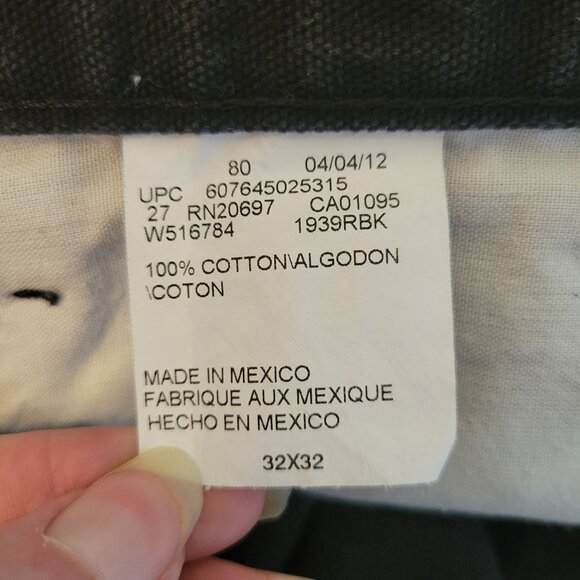 80 04/04/12
UPC 607645025315
27 RN20697 CA01095
W516784 1939RBK
100% COTTON\ALGODON
\COTON
MADE IN MEXICO
FABRIQUE AUX MEXIQUE
HECHO EN MEXICO
32X32